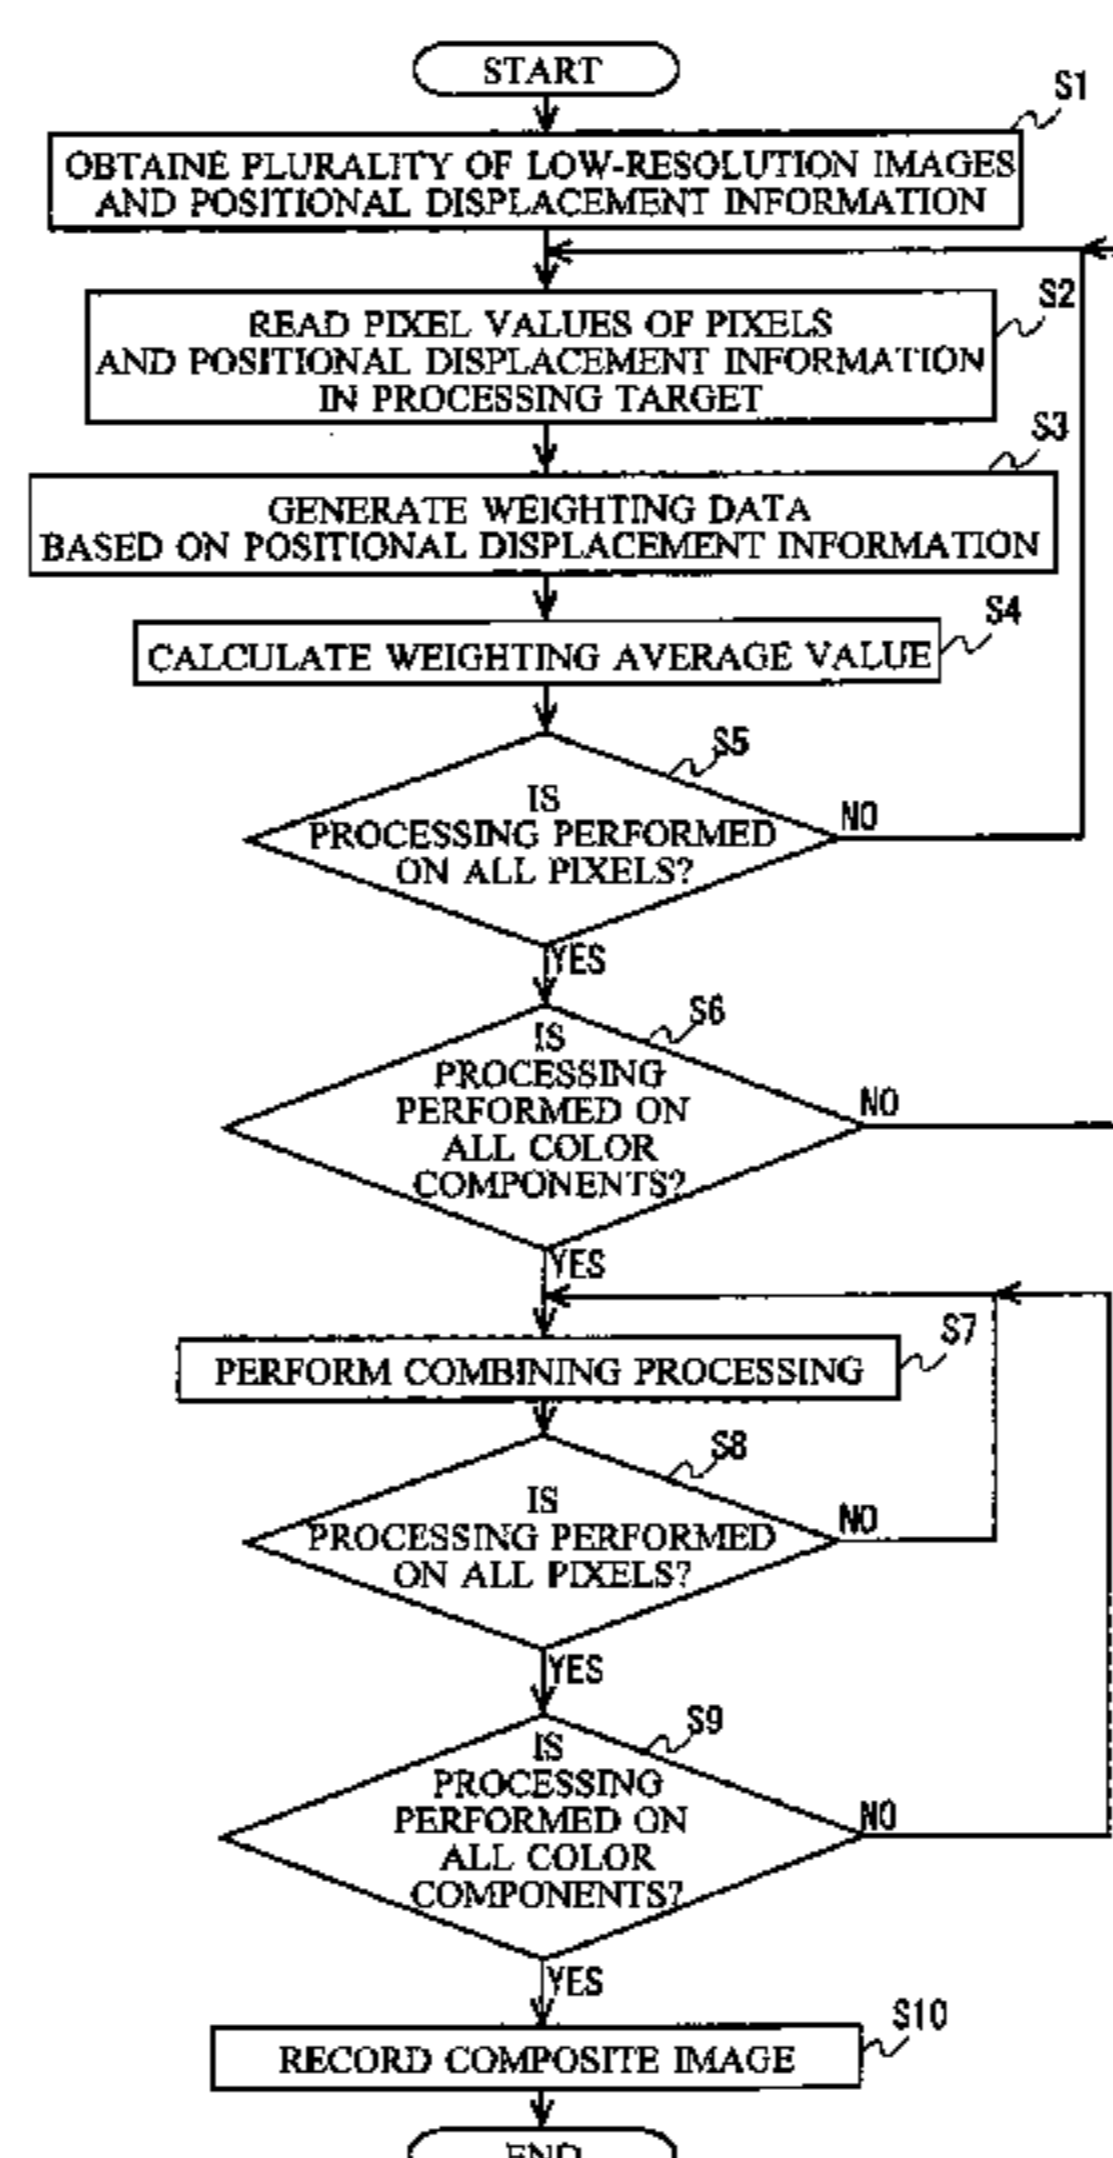 START
S1
OBTAINE PLURALITY OF LOW-RESOLUTION IMAGES
AND POSITIONAL DISPLACEMENT INFORMATION
S2
READ PIXEL VALUES OF PIXELS
AND POSITIONAL DISPLACEMENT INFORMATION
IN PROCESSING TARGET
S3
GENERATE WEIGHTING DATA
BASED ON POSITIONAL DISPLACEMENT INFORMATION
S4
CALCULATE WEIGHTING AVERAGE VALUE
S5
IS
PROCESSING PERFORMED
ON ALL PIXELS?
NO
YES
S6
IS
PROCESSING
PERFORMED ON
ALL COLOR
COMPONENTS?
NO
YES
S7
PERFORM COMBINING PROCESSING
S8
IS
PROCESSING PERFORMED
ON ALL PIXELS?
NO
YES
S9
IS
PROCESSING
PERFORMED ON
ALL COLOR
COMPONENTS?
NO
YES
S10
RECORD COMPOSITE IMAGE
END